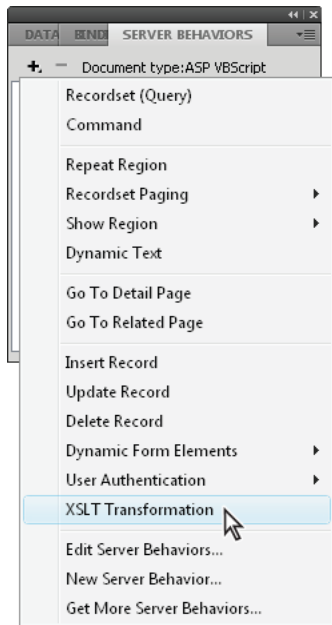 DATA BINDI SERVER BEHAVIORS
Document type:ASP VBScript
Recordset (Query)
Command
Repeat Region
Recordset Paging
Show Region
Dynamic Text
Go To Detail Page
Go To Related Page
Insert Record
Update Record
Delete Record
Dynamic Form Elements
User Authentication
XSLT Transformation
Edit Server Behaviors...
New Server Behavior...
Get More Server Behaviors...